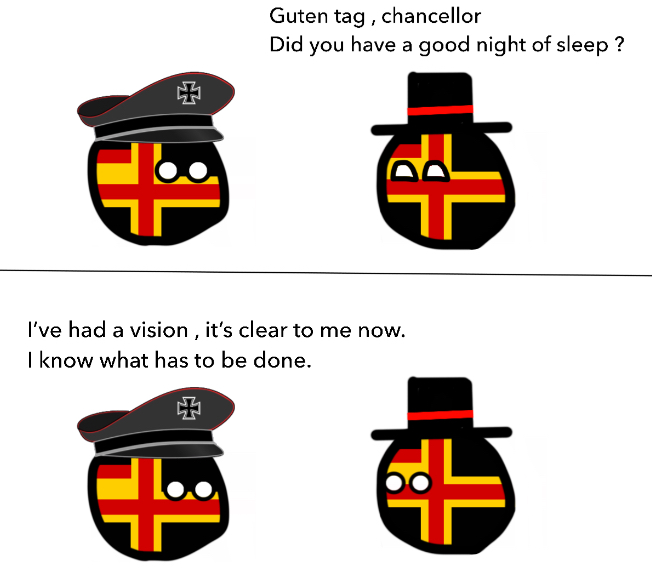 Guten tag , chancellor
Did you have a good night of sleep ?
I've had a vision , it's clear to me now.
I know what has to be done.